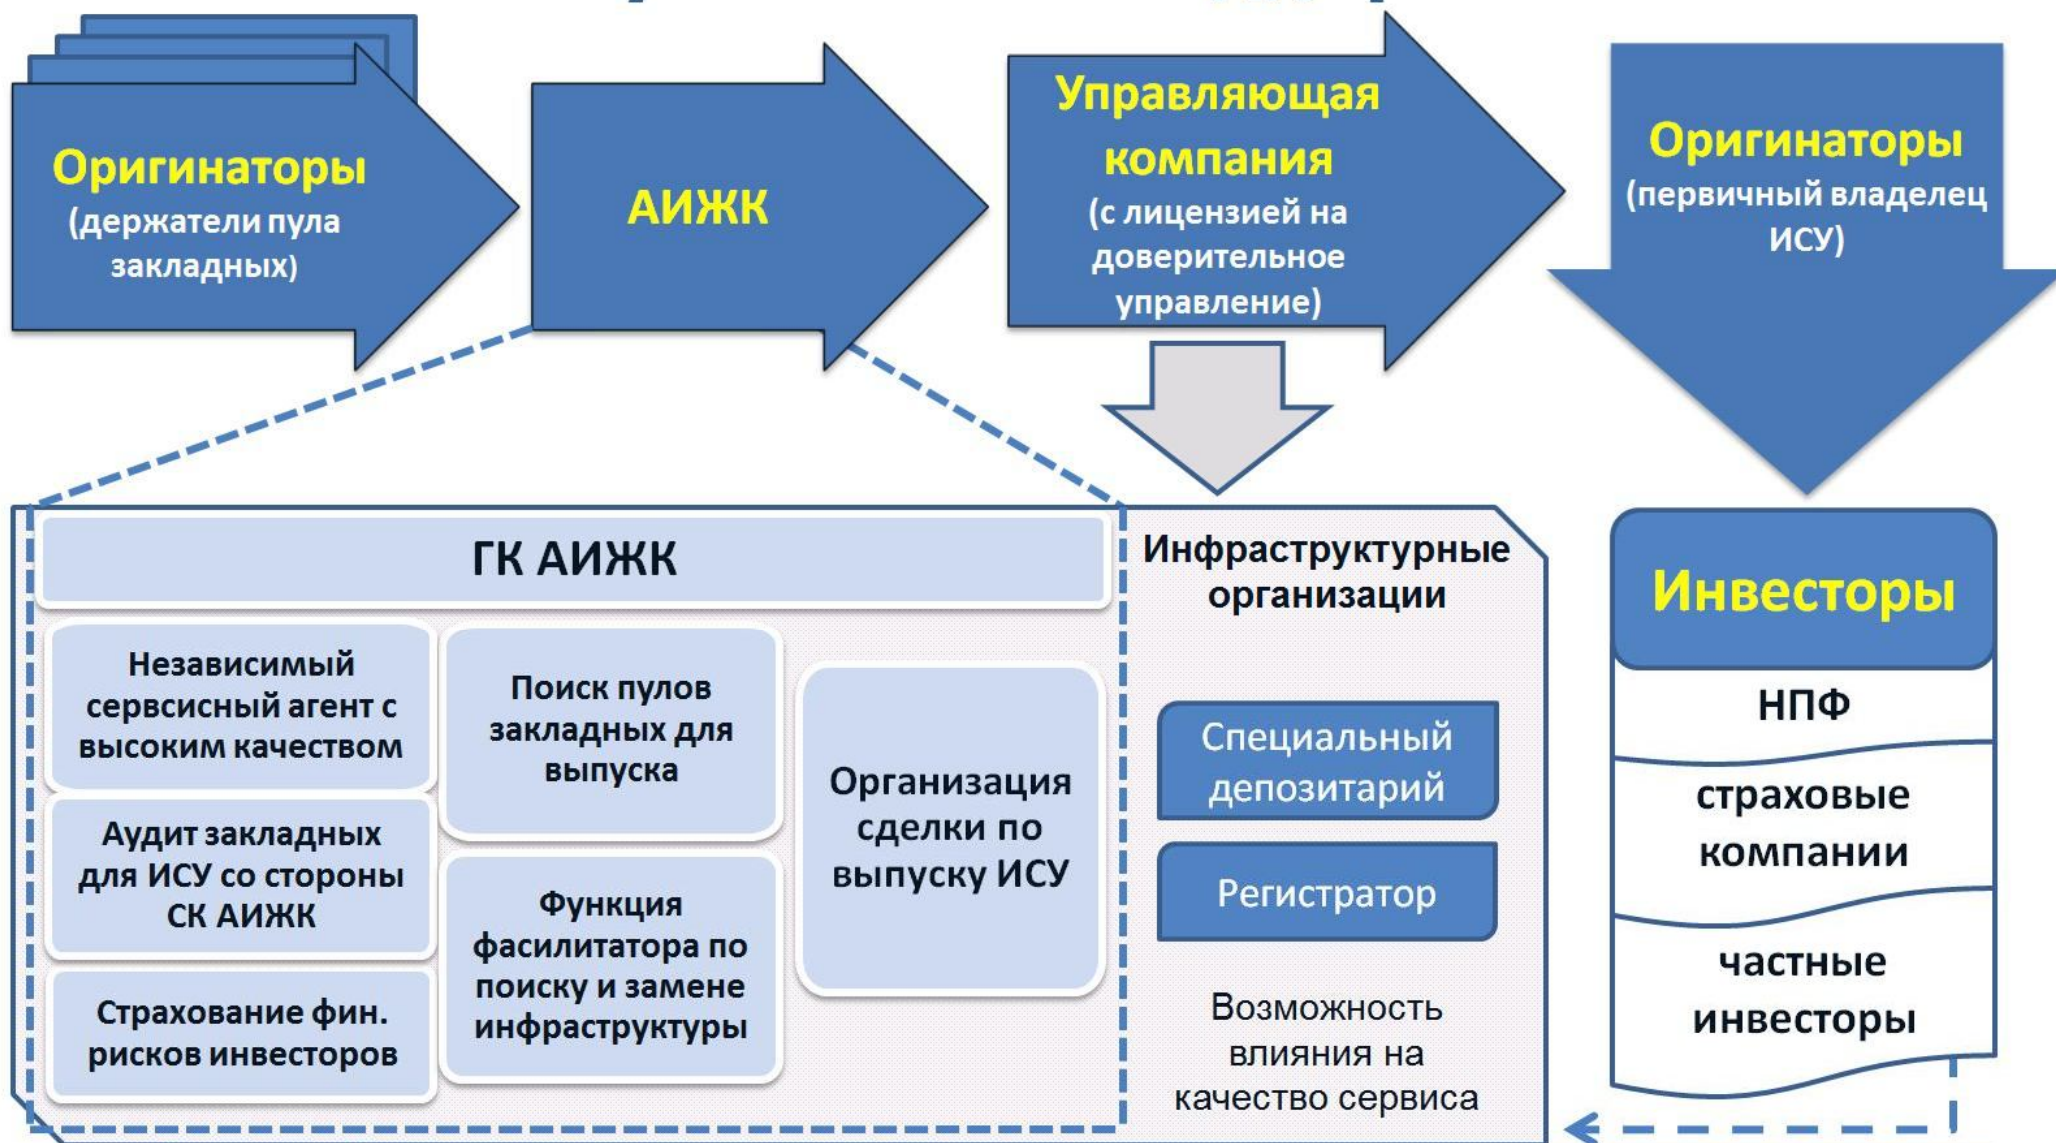 Оригинаторы
(держатели пула
закладных)
АИЖК
Управляющая
компания
(с лицензией на
доверительное
управление)
Оригинаторы
(первичный владелец
ИСУ)
ГК АИЖК
Независимый
сервсисный агент с
высоким качеством
Аудит закладных
для ИСУ со стороны
СК АИЖК
Страхование фин.
рисков инвесторов
Поиск пулов
закладных для
выпуска
Функция
фасилитатора по
поиску и замене
инфраструктуры
Организация
сделки по
выпуску ИСУ
Инфраструктурные
организации
Специальный
депозитарий
Регистратор
Возможность
влияния на
качество сервиса
Инвесторы
НПФ
страховые
компании
частные
инвесторы